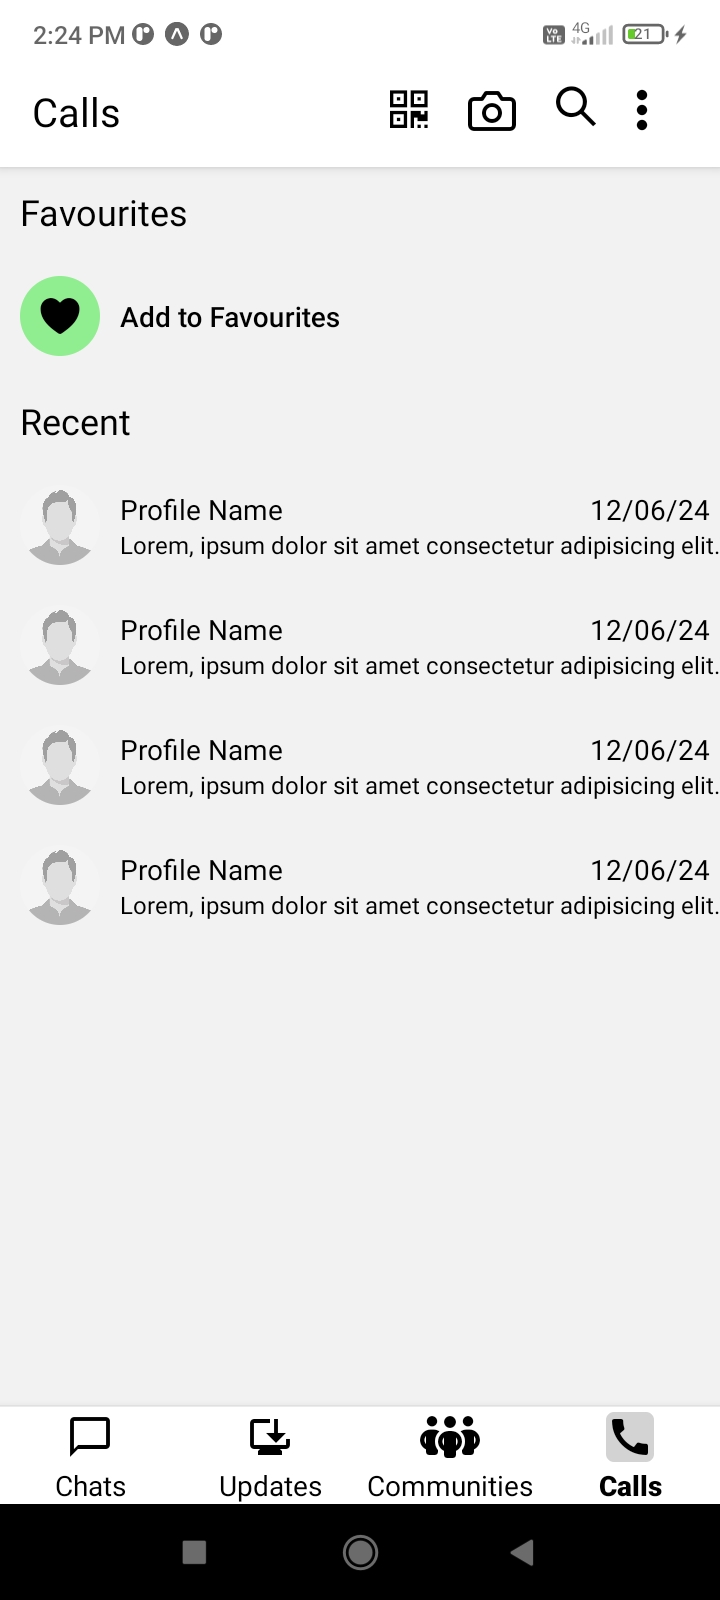 2:24 PM
Vo LTE 4G 21
Calls
Favourites
Add to Favourites
Recent
Profile Name 12/06/24
Lorem, ipsum dolor sit amet consectetur adipisicing elit.
Profile Name 12/06/24
Lorem, ipsum dolor sit amet consectetur adipisicing elit.
Profile Name 12/06/24
Lorem, ipsum dolor sit amet consectetur adipisicing elit.
Profile Name 12/06/24
Lorem, ipsum dolor sit amet consectetur adipisicing elit.
Chats Updates Communities Calls